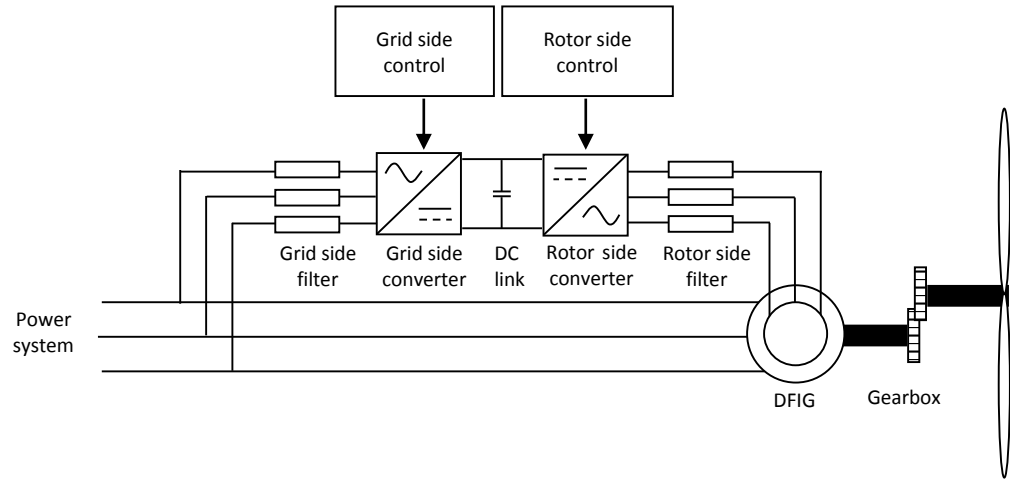 Grid side
control
Rotor side
control
Grid side
filter
Grid side
converter
DC
link
Rotor side
converter
Rotor side
filter
Power
system
DFIG
Gearbox